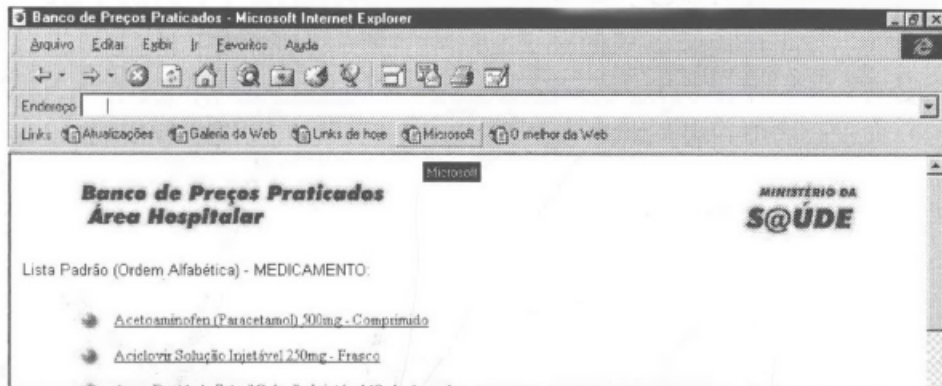 Banco de Preços Praticados - Microsoft Internet Explorer
Arquivo Editar Exibir Ir Favoritos Ajuda
Endereço
Links Atualizações Galeria da Web Links de hoje Microsoft O melhor da Web
Microsoft
Banco de Preços Praticados
Área Hospitalar
MINISTÉRIO DA
S@ÚDE
Lista Padrão (Ordem Alfabética) - MEDICAMENTO:
Acetoaminofen (Paracetamol) 500mg - Comprimido
Aciclovir Solução Injetável 250mg - Frasco